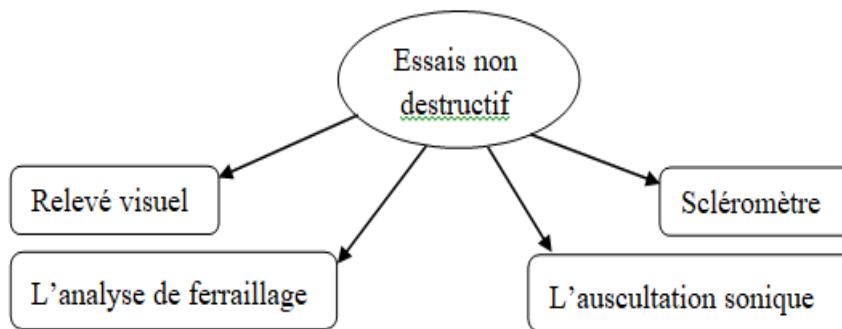 Essais non
destructif
Relevé visuel
Scléromètre
L’analyse de ferraillage
L’auscultation sonique